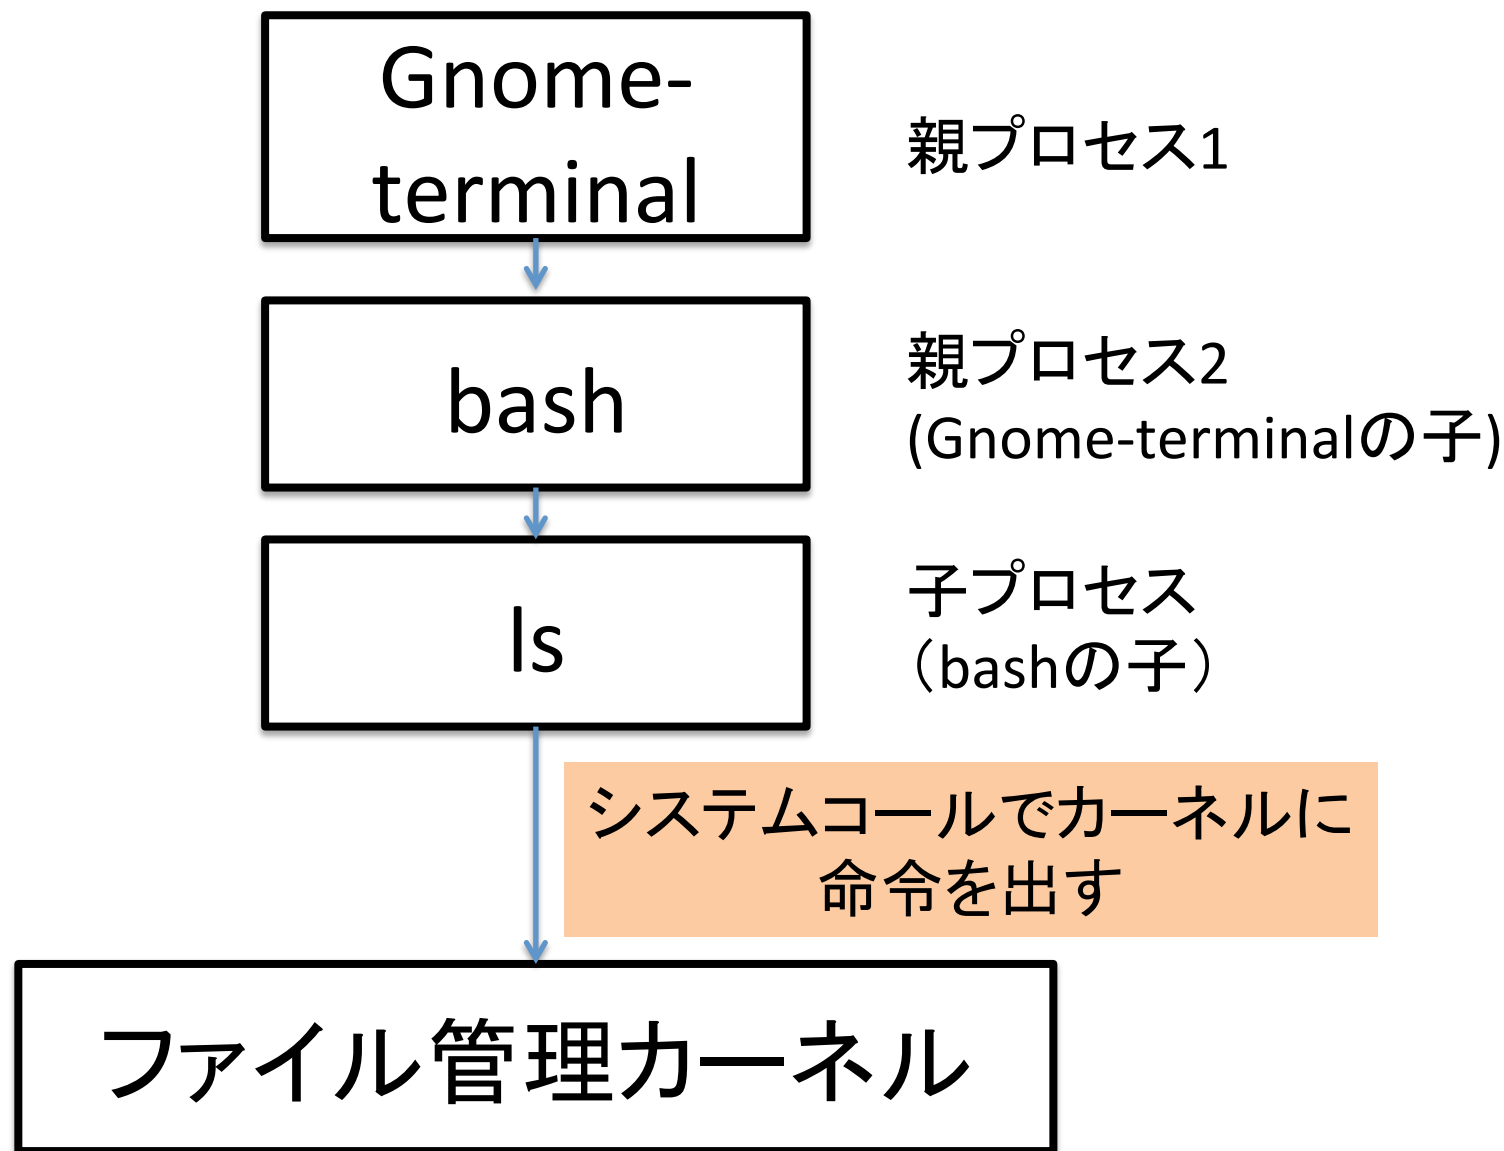 Gnome-
terminal
親プロセス1
bash
親プロセス2
(Gnome-terminalの子)
ls
子プロセス
（bashの子）
システムコールでカーネルに
命令を出す
ファイル管理カーネル